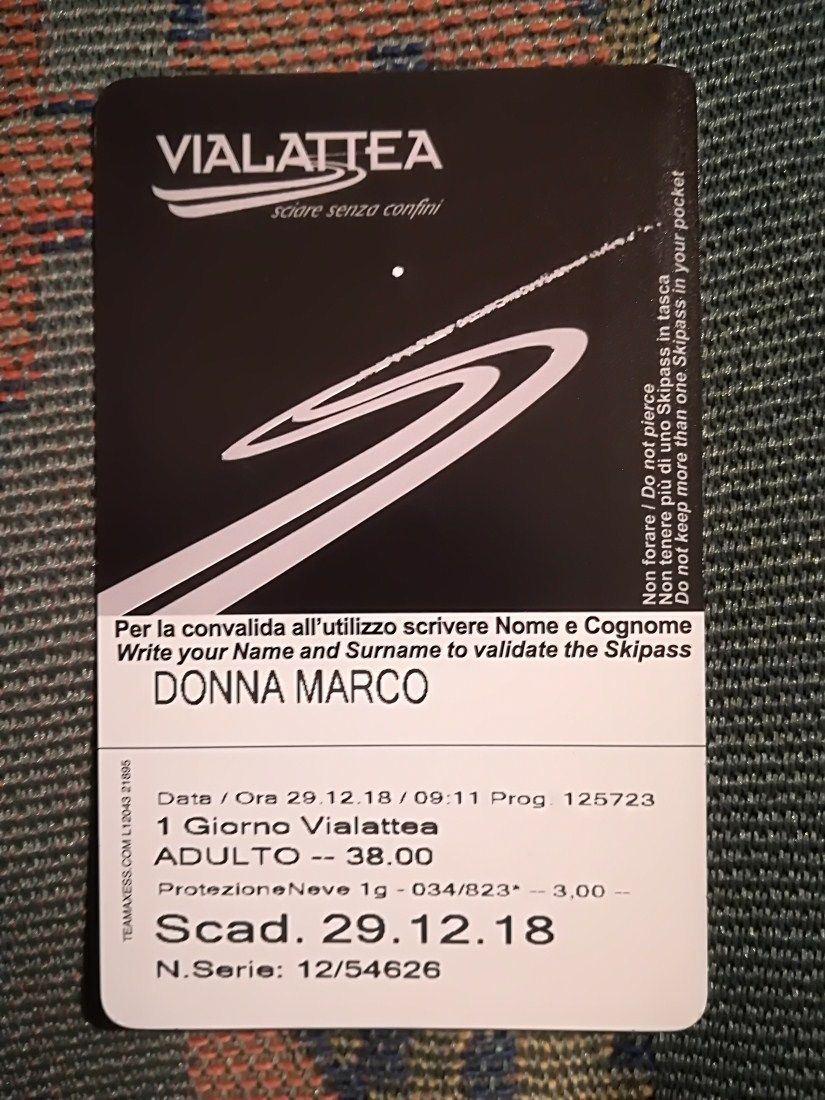 VIALATTEA
sciare senza confini
Non forare / Do not pierce
Non tenere più di uno Skipass in tasca
Do not keep more than one Skipass in your pocket
Per la convalida all'utilizzo scrivere Nome e Cognome
Write your Name and Surname to validate the Skipass
DONNA MARCO
TEAMAXESS.COM L12043 21895
Data / Ora 29.12.18 / 09:11 Prog. 125723
1 Giorno Vialattea
ADULTO -- 38.00
ProtezioneNeve 1g - 034/823* -- 3,00 --
Scad. 29.12.18
N.Serie: 12/54626